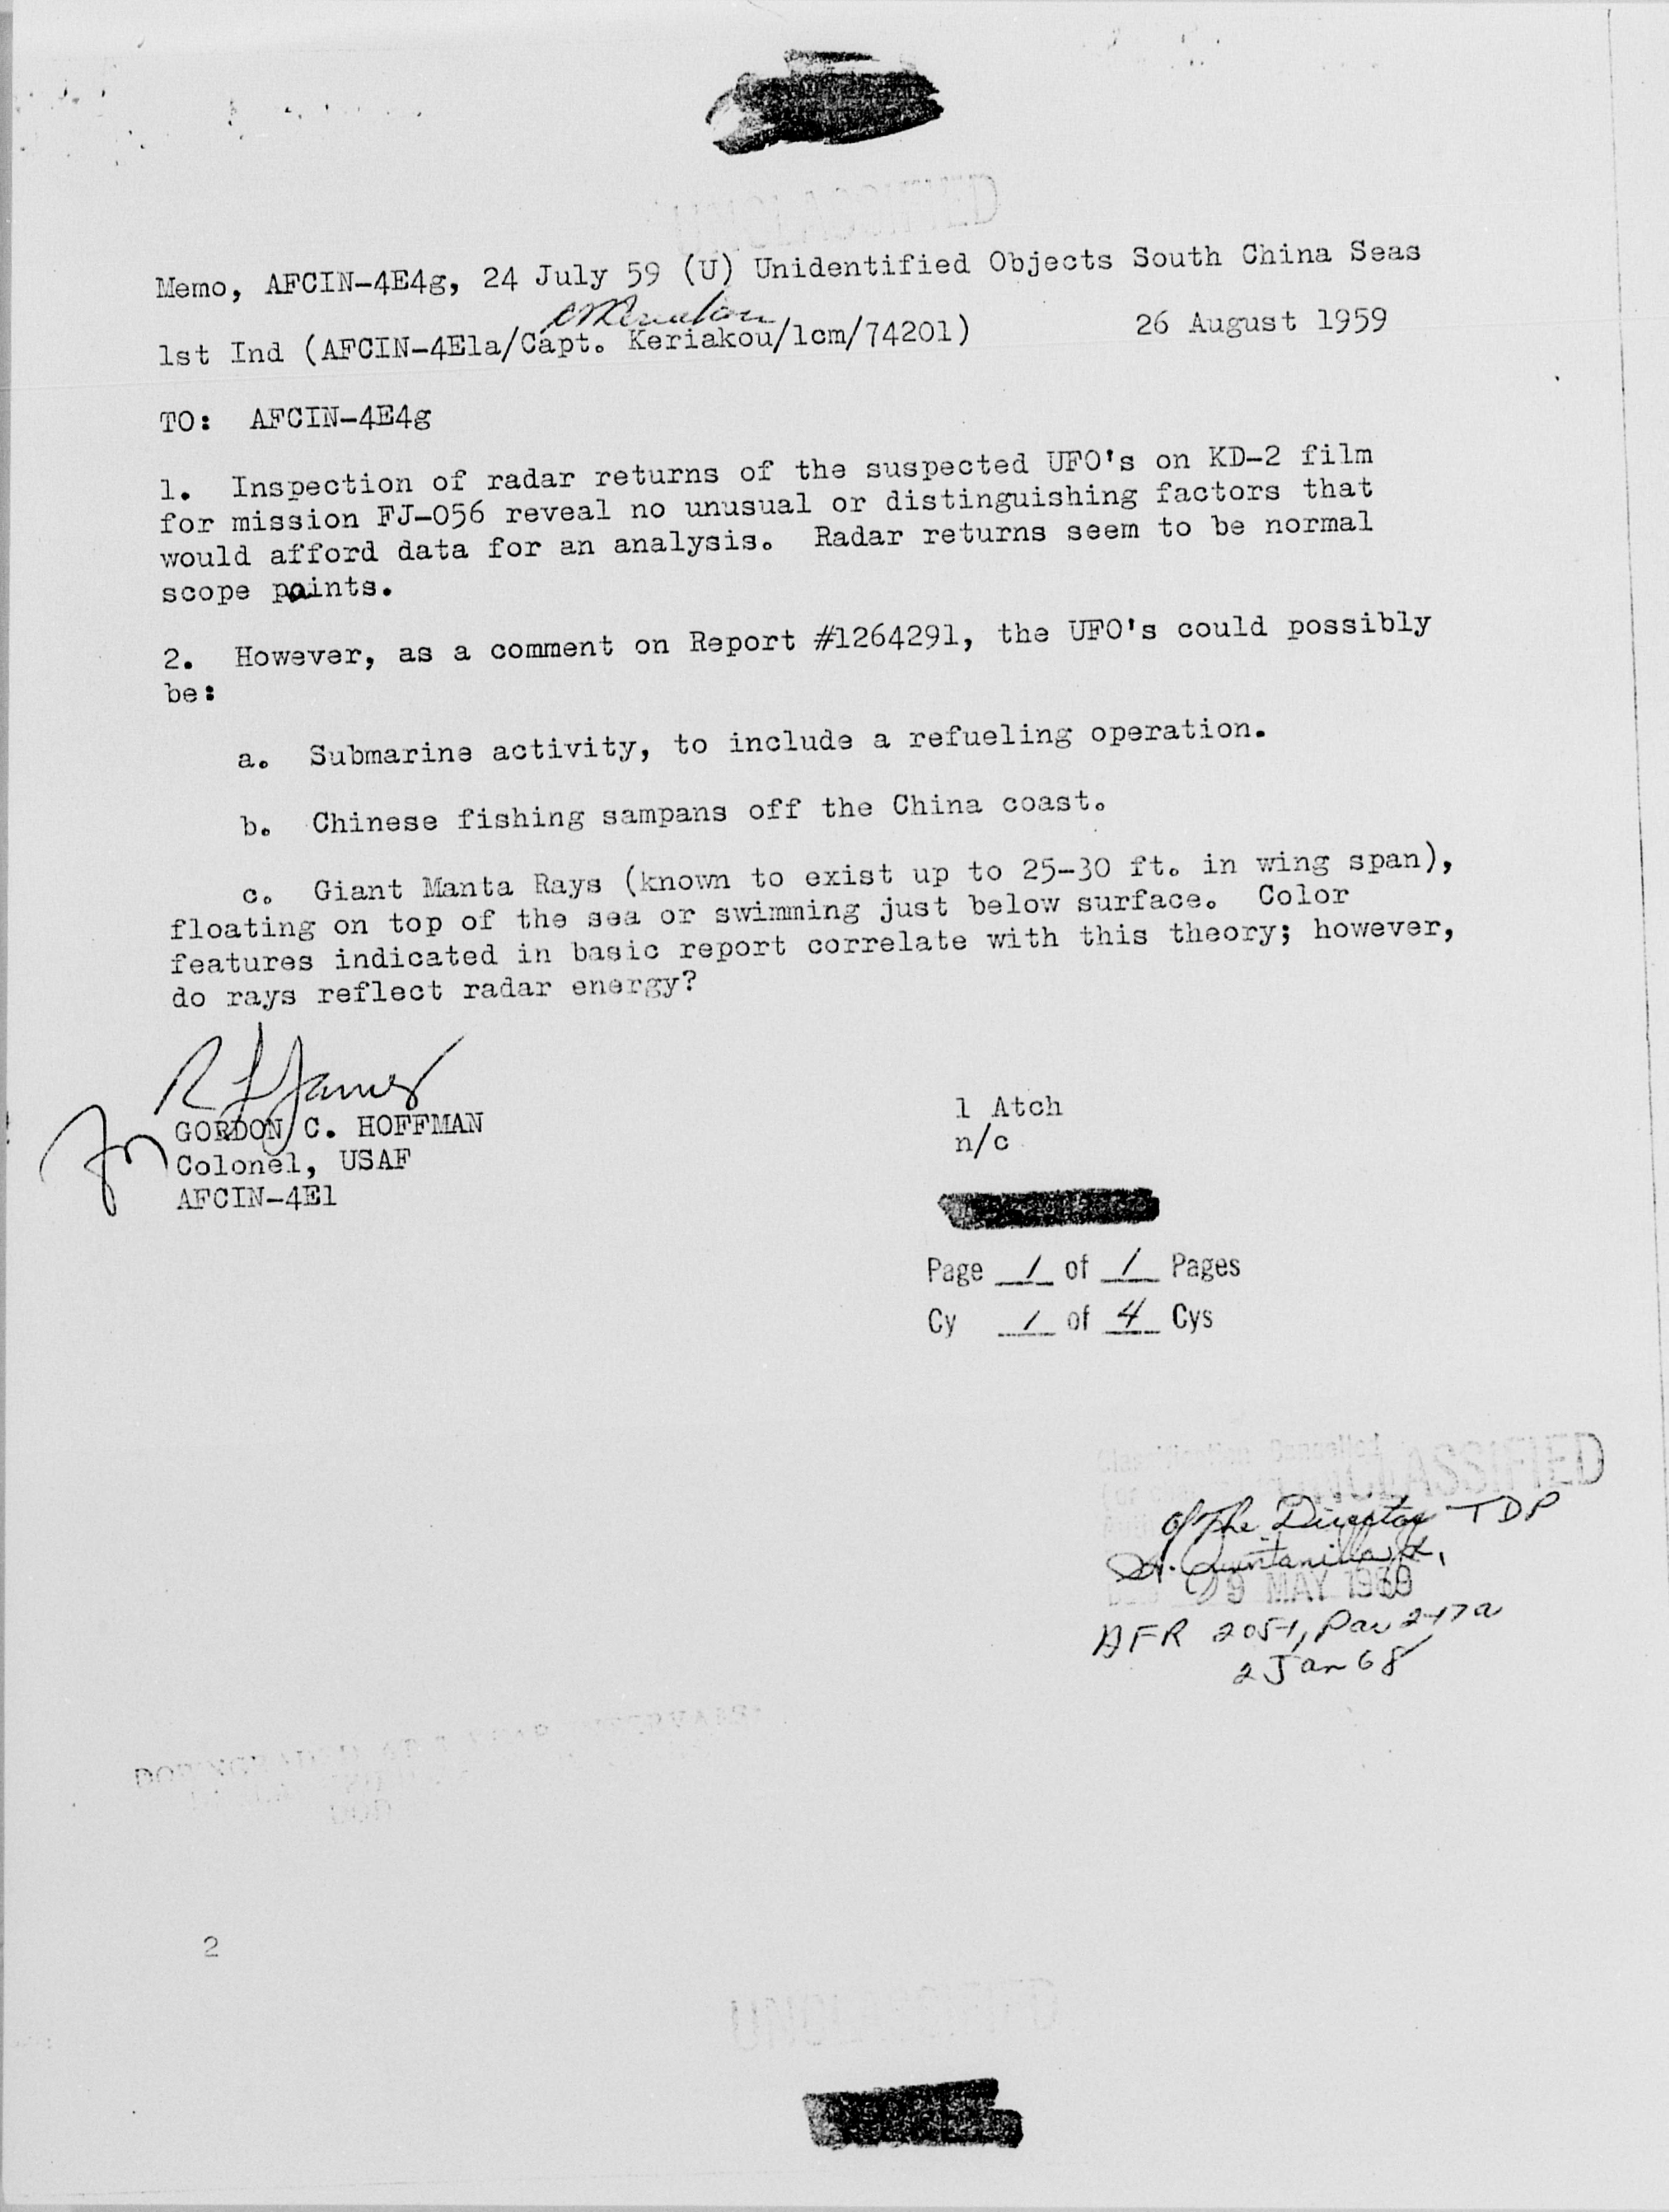 UNCLASSIFIED
Memo, AFCIN-4E4g, 24 July 59 (U) Unidentified Objects South China Seas
1st Ind (AFCIN-4E1a/Capt. Keriakou/lcm/74201) 26 August 1959
TO: AFCIN-4E4g
1. Inspection of radar returns of the suspected UFO's on KD-2 film
for mission FJ-056 reveal no unusual or distinguishing factors that
would afford data for an analysis. Radar returns seem to be normal
scope paints.
2. However, as a comment on Report #1264291, the UFO's could possibly
be:
a. Submarine activity, to include a refueling operation.
b. Chinese fishing sampans off the China coast.
c. Giant Manta Rays (known to exist up to 25-30 ft. in wing span),
floating on top of the sea or swimming just below surface. Color
features indicated in basic report correlate with this theory; however,
do rays reflect radar energy?
R L James
for GORDON C. HOFFMAN
Colonel, USAF
AFCIN-4E1
1 Atch
n/c
Page 1 of 1 Pages
Cy 1 of 4 Cys
Classification Cancelled
UNCLASSIFIED
of The Director TDP
Quintanilla
MAY 1969
AFR 205-1, Par 2-17a
2 Jan 68
2
UNCLASSIFIED